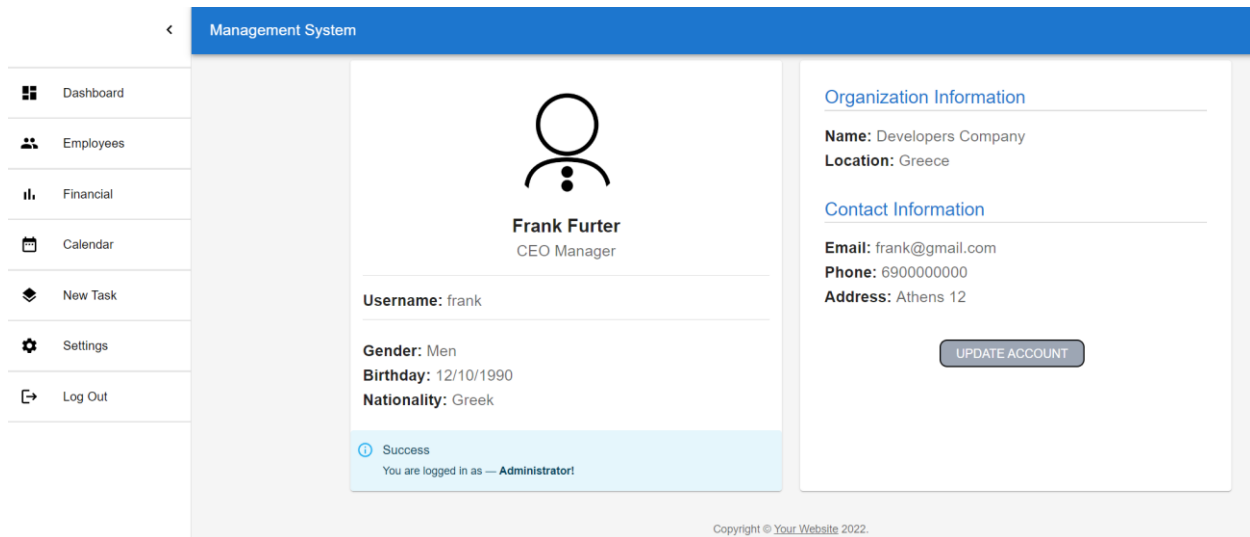 Management System
Dashboard
Employees
Financial
Calendar
New Task
Settings
Log Out
Frank Furter
CEO Manager
Username: frank
Gender: Men
Birthday: 12/10/1990
Nationality: Greek
Success
You are logged in as — Administrator!
Organization Information
Name: Developers Company
Location: Greece
Contact Information
Email: frank@gmail.com
Phone: 6900000000
Address: Athens 12
UPDATE ACCOUNT
Copyright © Your Website 2022.